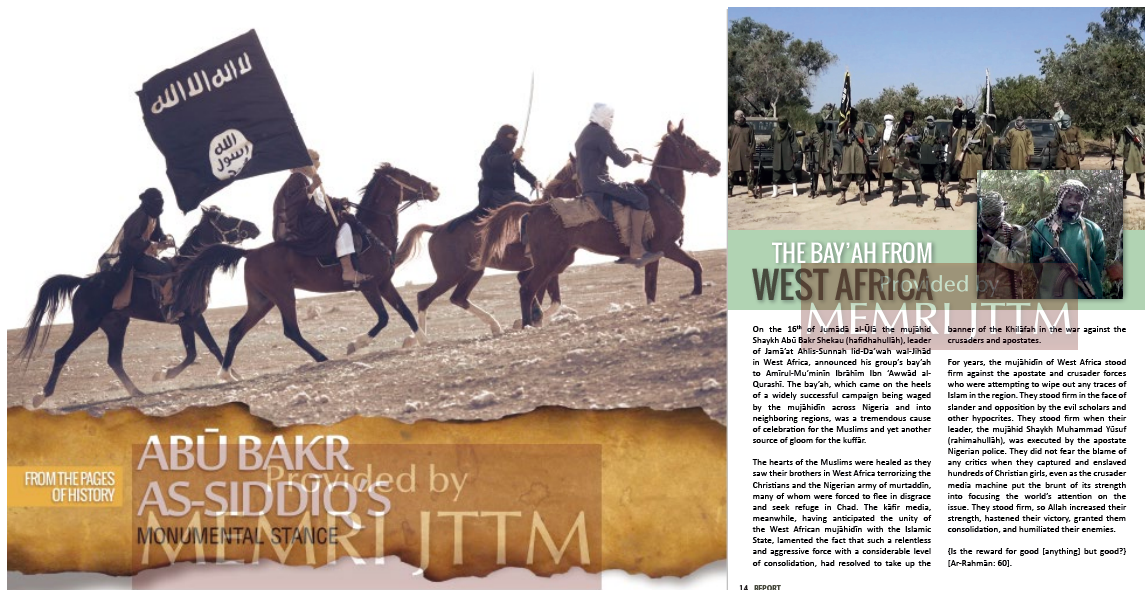 لا اله الا الله
الله
رسول
FROM THE PAGES
OF HISTORY
ABŪ BAKR
AS-SIDDIQ'S
MONUMENTAL STANCE
Provided by
MEMRI JTTM
THE BAY'AH FROM
WEST AFRICA
Provided by
MEMRI JTTM
On the 16th of Jumādā al-Ūlā the mujāhid
Shaykh Abū Bakr Shekau (hafidhahullāh), leader
of Jamā'at Ahlis-Sunnah lid-Da'wah wal-Jihād
in West Africa, announced his group's bay'ah
to Amīrul-Mu'minīn Ibrāhīm Ibn 'Awwād al-
Qurashī. The bay'ah, which came on the heels
of a widely successful campaign being waged
by the mujāhidīn across Nigeria and into
neighboring regions, was a tremendous cause
of celebration for the Muslims and yet another
source of gloom for the kuffār.
The hearts of the Muslims were healed as they
saw their brothers in West Africa terrorizing the
Christians and the Nigerian army of murtaddīn,
many of whom were forced to flee in disgrace
and seek refuge in Chad. The kāfir media,
meanwhile, having anticipated the unity of
the West African mujāhidīn with the Islamic
State, lamented the fact that such a relentless
and aggressive force with a considerable level
of consolidation, had resolved to take up the
banner of the Khilāfah in the war against the
crusaders and apostates.
For years, the mujāhidīn of West Africa stood
firm against the apostate and crusader forces
who were attempting to wipe out any traces of
Islam in the region. They stood firm in the face of
slander and opposition by the evil scholars and
other hypocrites. They stood firm when their
leader, the mujāhid Shaykh Muhammad Yūsuf
(rahimahullāh), was executed by the apostate
Nigerian police. They did not fear the blame of
any critics when they captured and enslaved
hundreds of Christian girls, even as the crusader
media machine put the brunt of its strength
into focusing the world's attention on the
issue. They stood firm, so Allah increased their
strength, hastened their victory, granted them
consolidation, and humiliated their enemies.
{Is the reward for good [anything] but good?}
[Ar-Rahmān: 60].
14 REPORT